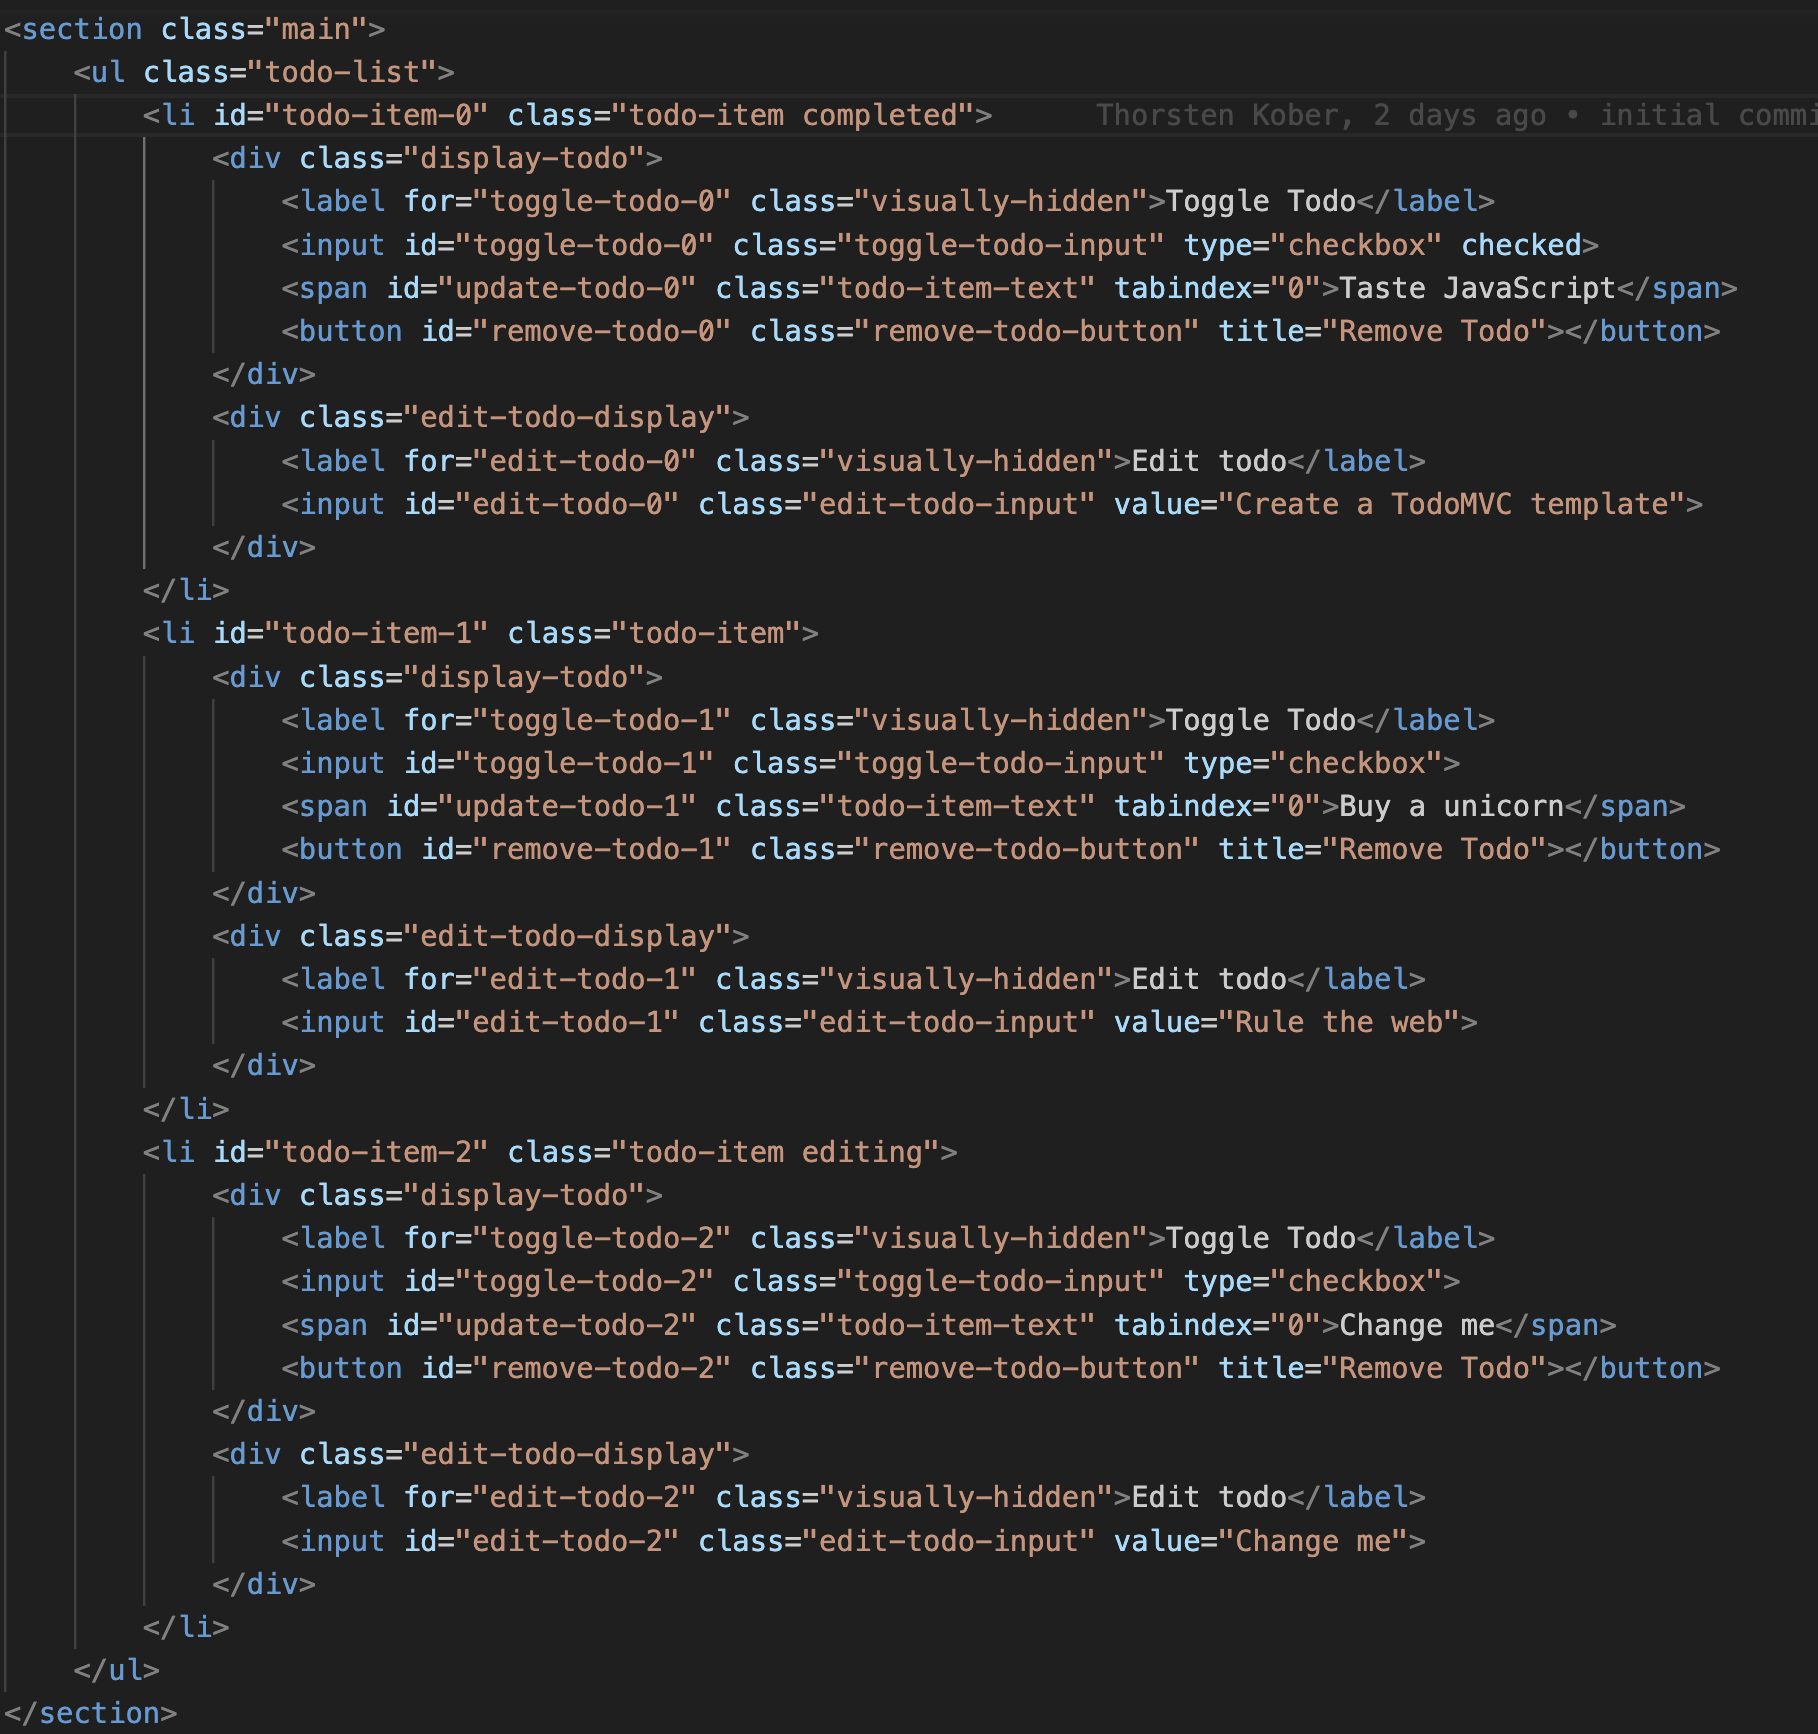 <section class="main">
<ul class="todo-list">
<li id="todo-item-0" class="todo-item completed"> Thorsten Kober, 2 days ago • initial commi
<div class="display-todo">
<label for="toggle-todo-0" class="visually-hidden">Toggle Todo</label>
<input id="toggle-todo-0" class="toggle-todo-input" type="checkbox" checked>
<span id="update-todo-0" class="todo-item-text" tabindex="0">Taste JavaScript</span>
<button id="remove-todo-0" class="remove-todo-button" title="Remove Todo"></button>
</div>
<div class="edit-todo-display">
<label for="edit-todo-0" class="visually-hidden">Edit todo</label>
<input id="edit-todo-0" class="edit-todo-input" value="Create a TodoMVC template">
</div>
</li>
<li id="todo-item-1" class="todo-item">
<div class="display-todo">
<label for="toggle-todo-1" class="visually-hidden">Toggle Todo</label>
<input id="toggle-todo-1" class="toggle-todo-input" type="checkbox">
<span id="update-todo-1" class="todo-item-text" tabindex="0">Buy a unicorn</span>
<button id="remove-todo-1" class="remove-todo-button" title="Remove Todo"></button>
</div>
<div class="edit-todo-display">
<label for="edit-todo-1" class="visually-hidden">Edit todo</label>
<input id="edit-todo-1" class="edit-todo-input" value="Rule the web">
</div>
</li>
<li id="todo-item-2" class="todo-item editing">
<div class="display-todo">
<label for="toggle-todo-2" class="visually-hidden">Toggle Todo</label>
<input id="toggle-todo-2" class="toggle-todo-input" type="checkbox">
<span id="update-todo-2" class="todo-item-text" tabindex="0">Change me</span>
<button id="remove-todo-2" class="remove-todo-button" title="Remove Todo"></button>
</div>
<div class="edit-todo-display">
<label for="edit-todo-2" class="visually-hidden">Edit todo</label>
<input id="edit-todo-2" class="edit-todo-input" value="Change me">
</div>
</li>
</ul>
</section>